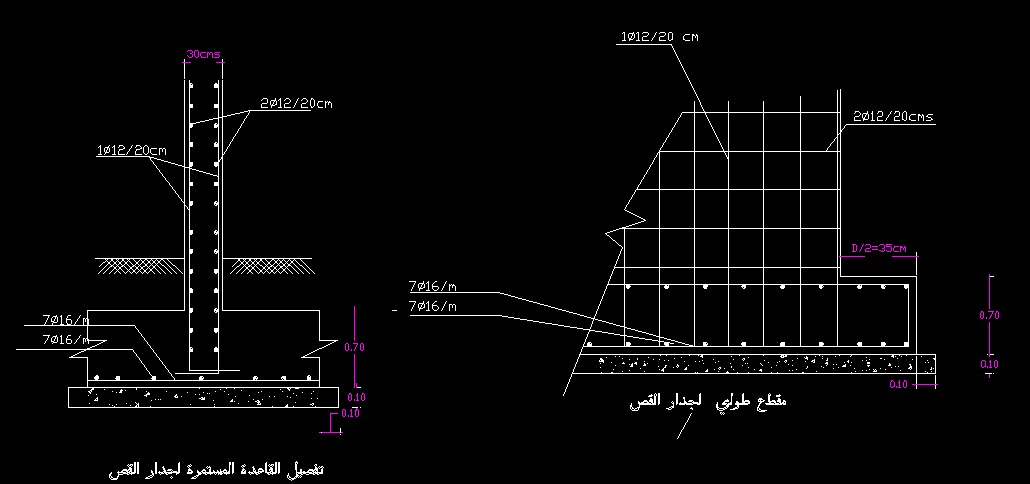 30cms
2Ø12/20cm
1Ø12/20cm
7Ø16/m
7Ø16/m
0.70
0.10
0.10
تفصيل القاعدة المستمرة لجدار القص
1Ø12/20 cm
2Ø12/20cms
D/2=35cm
7Ø16/m
7Ø16/m
0.70
0.10
0.10
مقطع طولي لجدار القص